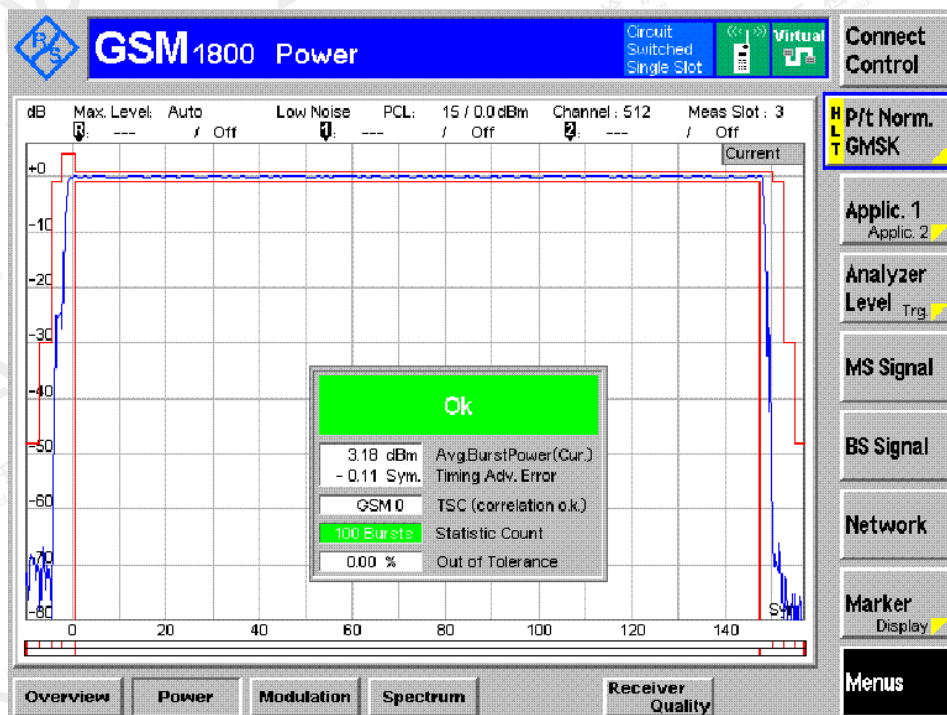 R&S
GSM1800 Power
Circuit
Switched
Single Slot
Virtual
Connect
Control
dB Max. Level: Auto Low Noise PCL: 15 / 0.0 dBm Channel : 512 Meas Slot : 3
R: --- / Off 1: --- / Off 2: --- / Off
HLT
P/t Norm.
GMSK
Current
+0
-10
-20
-30
-40
-50
-60
-70
-80
Applic. 1
Applic. 2
Analyzer
Level Trg.
MS Signal
BS Signal
Network
Marker
Display
Menus
Ok
3.18 dBm Avg.BurstPower(Cur.)
- 0.11 Sym. Timing Adv. Error
GSM 0 TSC (correlation o.k.)
100 Bursts Statistic Count
0.00 % Out of Tolerance
Sym
0 20 40 60 80 100 120 140
Overview Power Modulation Spectrum Receiver
Quality